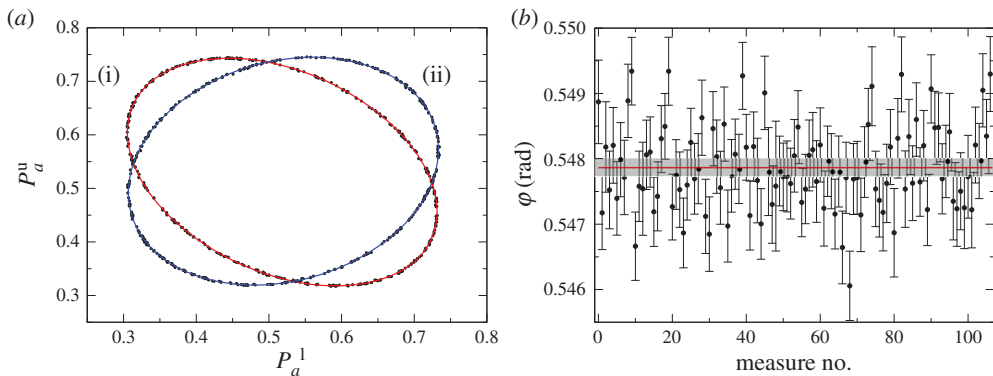 (a)
0.8
0.7
0.6
0.5
0.4
0.3
P_a^u
(i)
(ii)
0.3 0.4 0.5 0.6 0.7 0.8
P_a^l
(b)
0.550
0.549
0.548
0.547
0.546
φ (rad)
0 20 40 60 80 100
measure no.